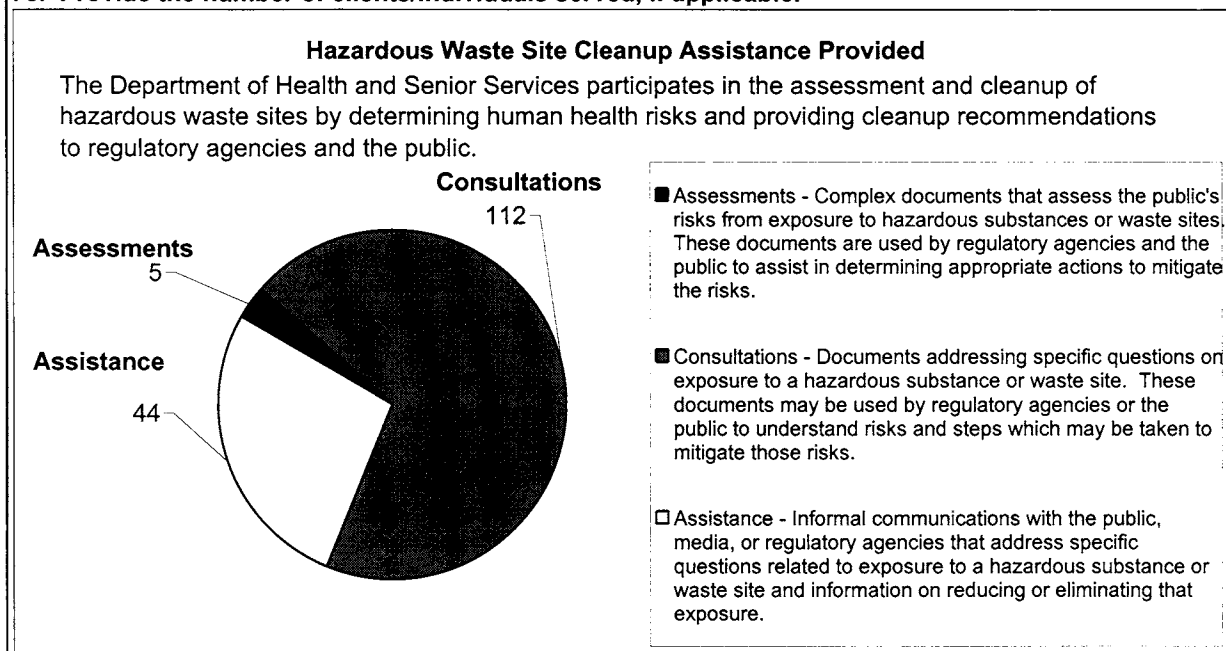 Hazardous Waste Site Cleanup Assistance Provided
The Department of Health and Senior Services participates in the assessment and cleanup of
hazardous waste sites by determining human health risks and providing cleanup recommendations
to regulatory agencies and the public.
Consultations
112
Assessments
5
Assistance
44
Assessments - Complex documents that assess the public's
risks from exposure to hazardous substances or waste sites.
These documents are used by regulatory agencies and the
public to assist in determining appropriate actions to mitigate
the risks.
Consultations - Documents addressing specific questions on
exposure to a hazardous substance or waste site. These
documents may be used by regulatory agencies or the
public to understand risks and steps which may be taken to
mitigate those risks.
Assistance - Informal communications with the public,
media, or regulatory agencies that address specific
questions related to exposure to a hazardous substance or
waste site and information on reducing or eliminating that
exposure.